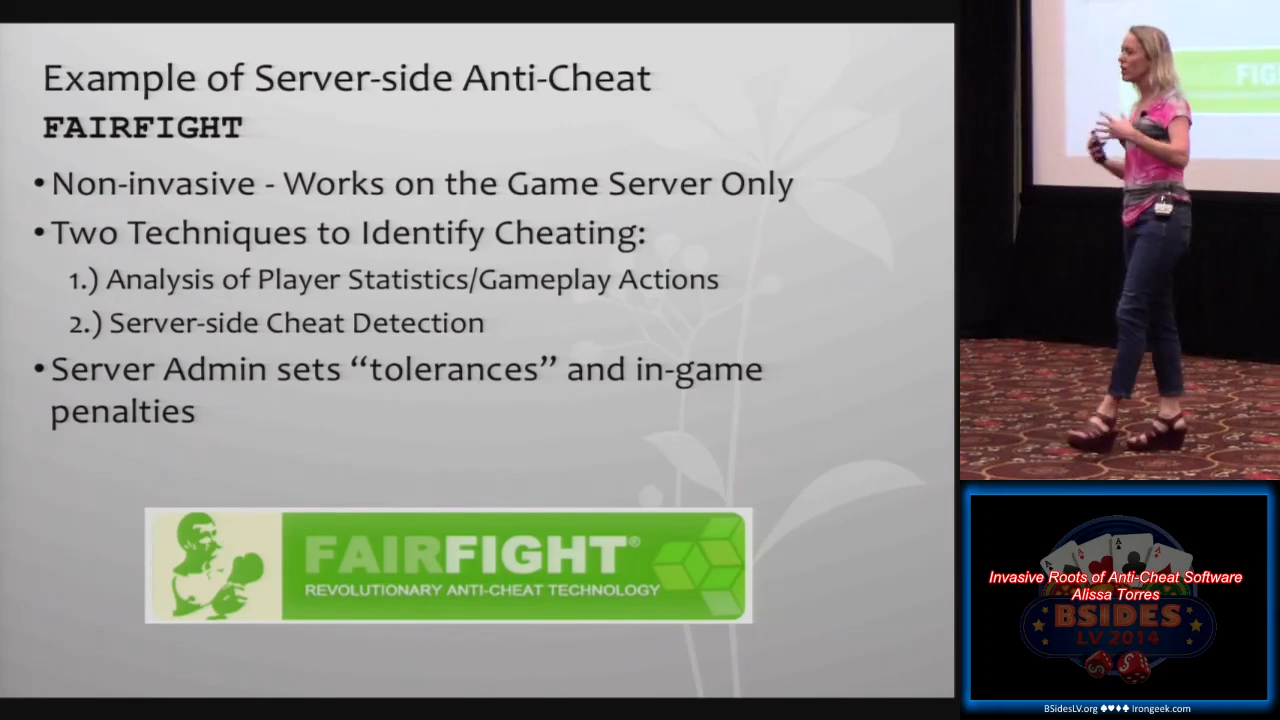 Example of Server-side Anti-Cheat
FAIRFIGHT
• Non-invasive - Works on the Game Server Only
• Two Techniques to Identify Cheating:
1.) Analysis of Player Statistics/Gameplay Actions
2.) Server-side Cheat Detection
• Server Admin sets “tolerances” and in-game
penalties
FAIRFIGHT®
REVOLUTIONARY ANTI-CHEAT TECHNOLOGY
FIG
Invasive Roots of Anti-Cheat Software
Alissa Torres
BSIDES
LV 2014
BSidesLV.org ♠♥♦♣ Irongeek.com